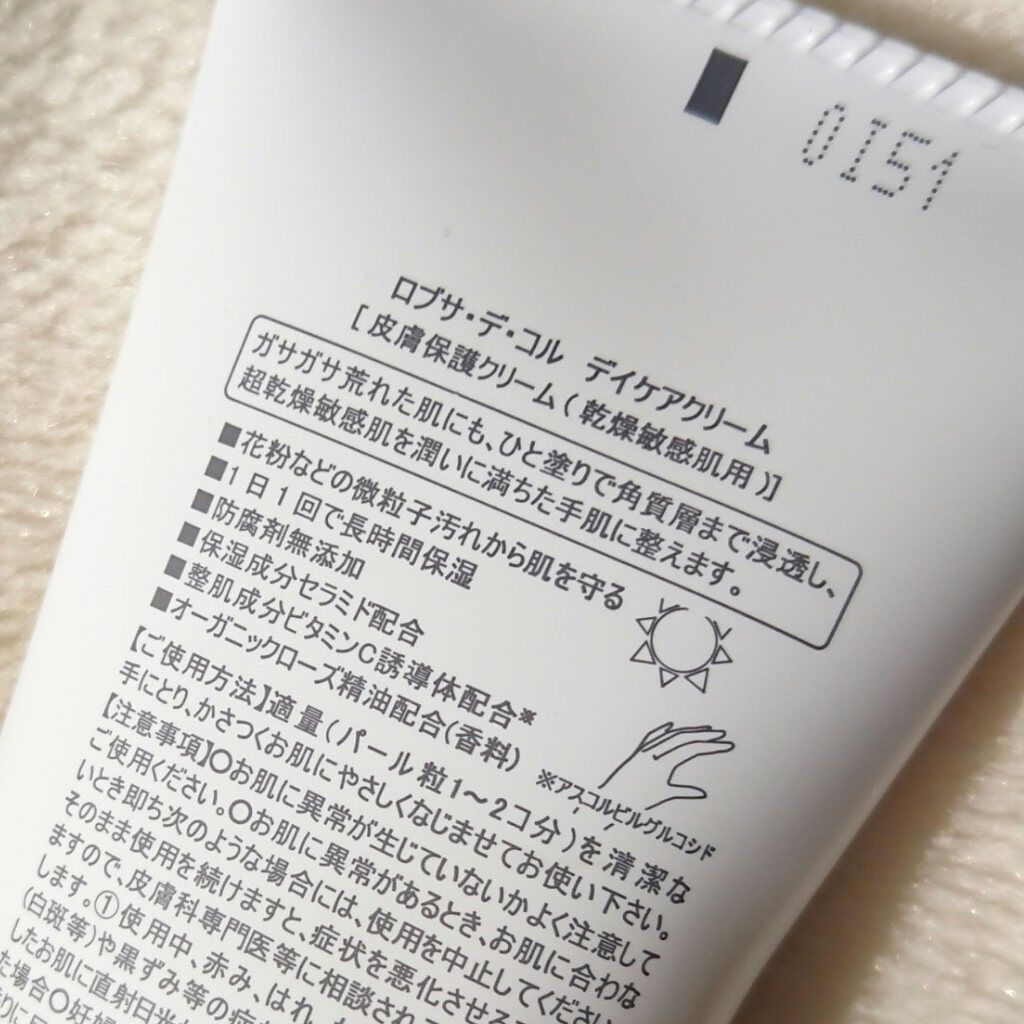 0151
ロブサ・デ・コル デイケアクリーム
[皮膚保護クリーム(乾燥敏感肌用)]
ガサガサ荒れた肌にも、ひと塗りで角質層まで浸透し、
超乾燥敏感肌を潤いに満ちた手肌に整えます。
■花粉などの微粒子汚れから肌を守る
■1日1回で長時間保湿
■防腐剤無添加
■保湿成分セラミド配合
■整肌成分ビタミンC誘導体配合※
■オーガニックローズ精油配合(香料)
※アスコルビルグルコシド
【ご使用方法】適量(パール粒1～2コ分)を清潔な
手にとり、かさつくお肌にやさしくなじませてお使い下さい。
【注意事項】○お肌に異常が生じていないかよく注意して
ご使用ください。○お肌に異常があるとき、お肌に合わな
いとき即ち次のような場合には、使用を中止してください
そのまま使用を続けますと、症状を悪化させる
ますので、皮膚科専門医等に相談され
します。①使用中、赤み、はれ、
(白斑等)や黒ずみ等の症
したお肌に直射日光
た場合○妊婦